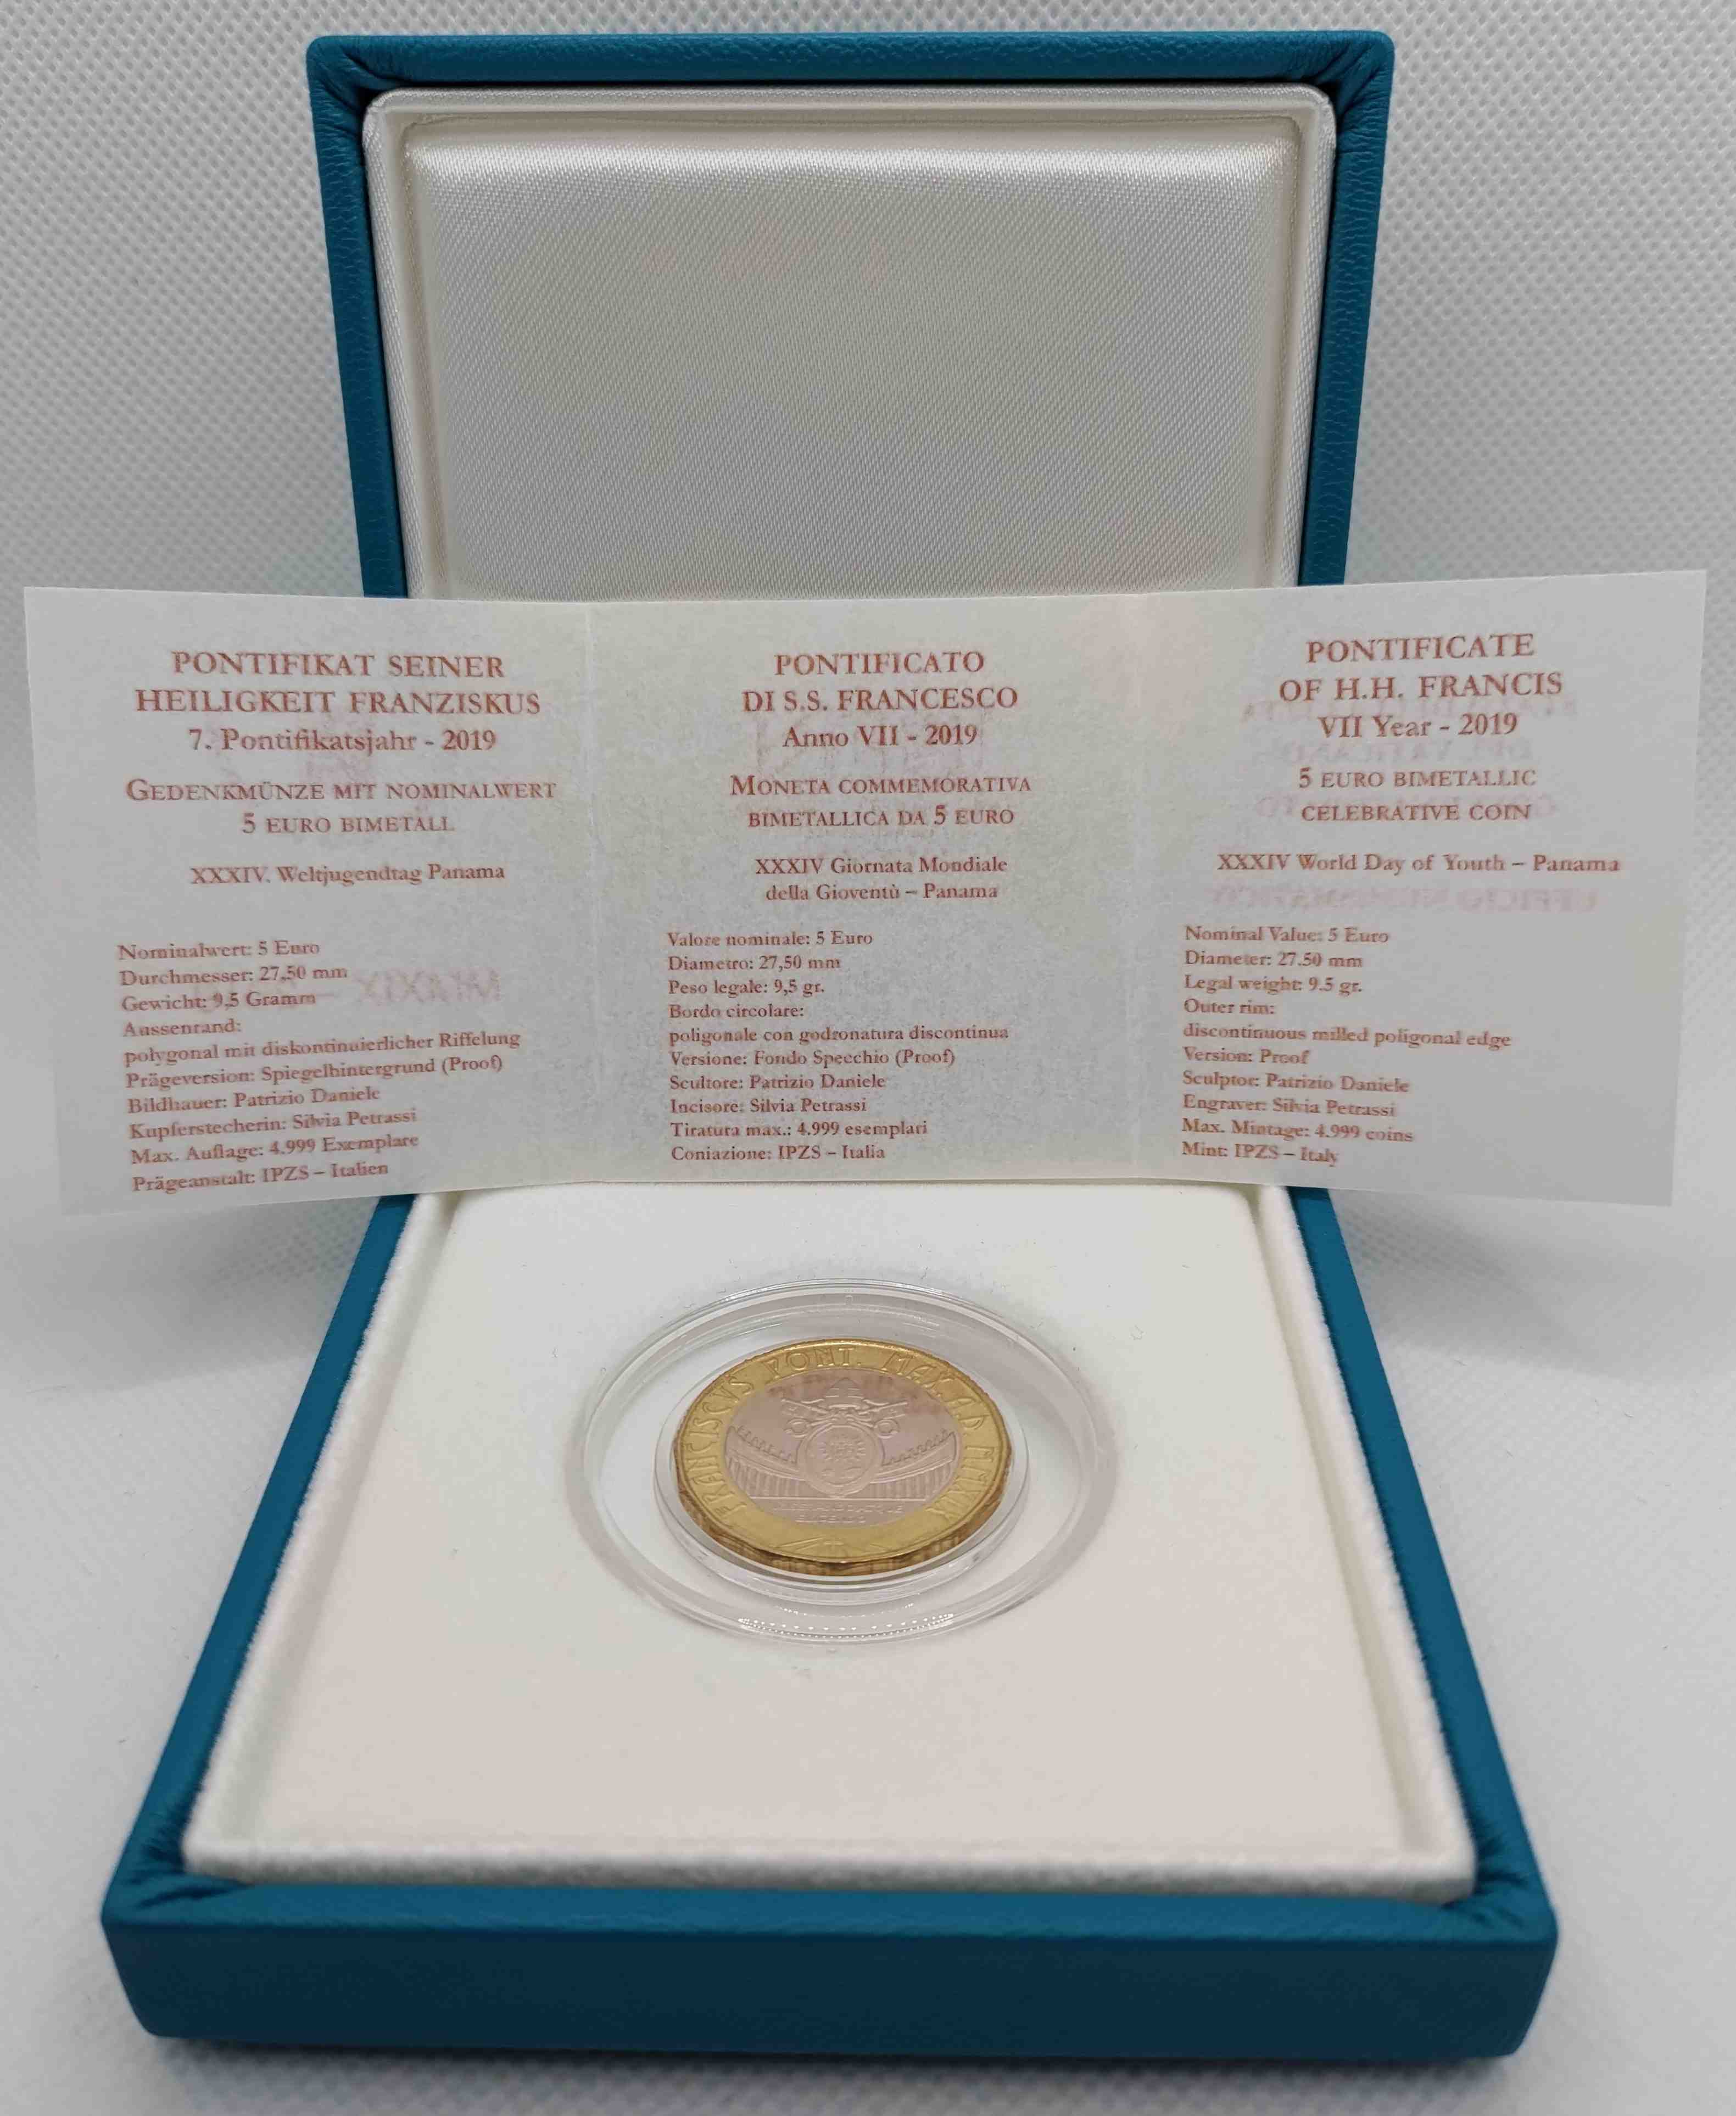 PONTIFIKAT SEINER
HEILIGKEIT FRANZISKUS
7. Pontifikatsjahr - 2019
GEDENKMÜNZE MIT NOMINALWERT
5 EURO BIMETALL
XXXIV. Weltjugendtag Panama
Nominalwert: 5 Euro
Durchmesser: 27,50 mm
Gewicht: 9,5 Gramm
Aussenrand:
polygonal mit diskontinuierlicher Riffelung
Prägeversion: Spiegelhintergrund (Proof)
Bildhauer: Patrizio Daniele
Kupferstecherin: Silvia Petrassi
Max. Auflage: 4.999 Exemplare
Prägeanstalt: IPZS – Italien
PONTIFICATO
DI S.S. FRANCESCO
Anno VII - 2019
MONETA COMMEMORATIVA
BIMETALLICA DA 5 EURO
XXXIV Giornata Mondiale
della Gioventù – Panama
Valore nominale: 5 Euro
Diametro: 27,50 mm
Peso legale: 9,5 gr.
Bordo circolare:
poligonale con godronatura discontinua
Versione: Fondo Specchio (Proof)
Scultore: Patrizio Daniele
Incisore: Silvia Petrassi
Tiratura max.: 4.999 esemplari
Coniazione: IPZS – Italia
PONTIFICATE
OF H.H. FRANCIS
VII Year - 2019
5 EURO BIMETALLIC
CELEBRATIVE COIN
XXXIV World Day of Youth – Panama
Nominal Value: 5 Euro
Diameter: 27.50 mm
Legal weight: 9.5 gr.
Outer rim:
discontinuous milled poligonal edge
Version: Proof
Sculptor: Patrizio Daniele
Engraver: Silvia Petrassi
Max. Mintage: 4.999 coins
Mint: IPZS – Italy
FRANCISCVS PONT. MAX. AD MMXIX